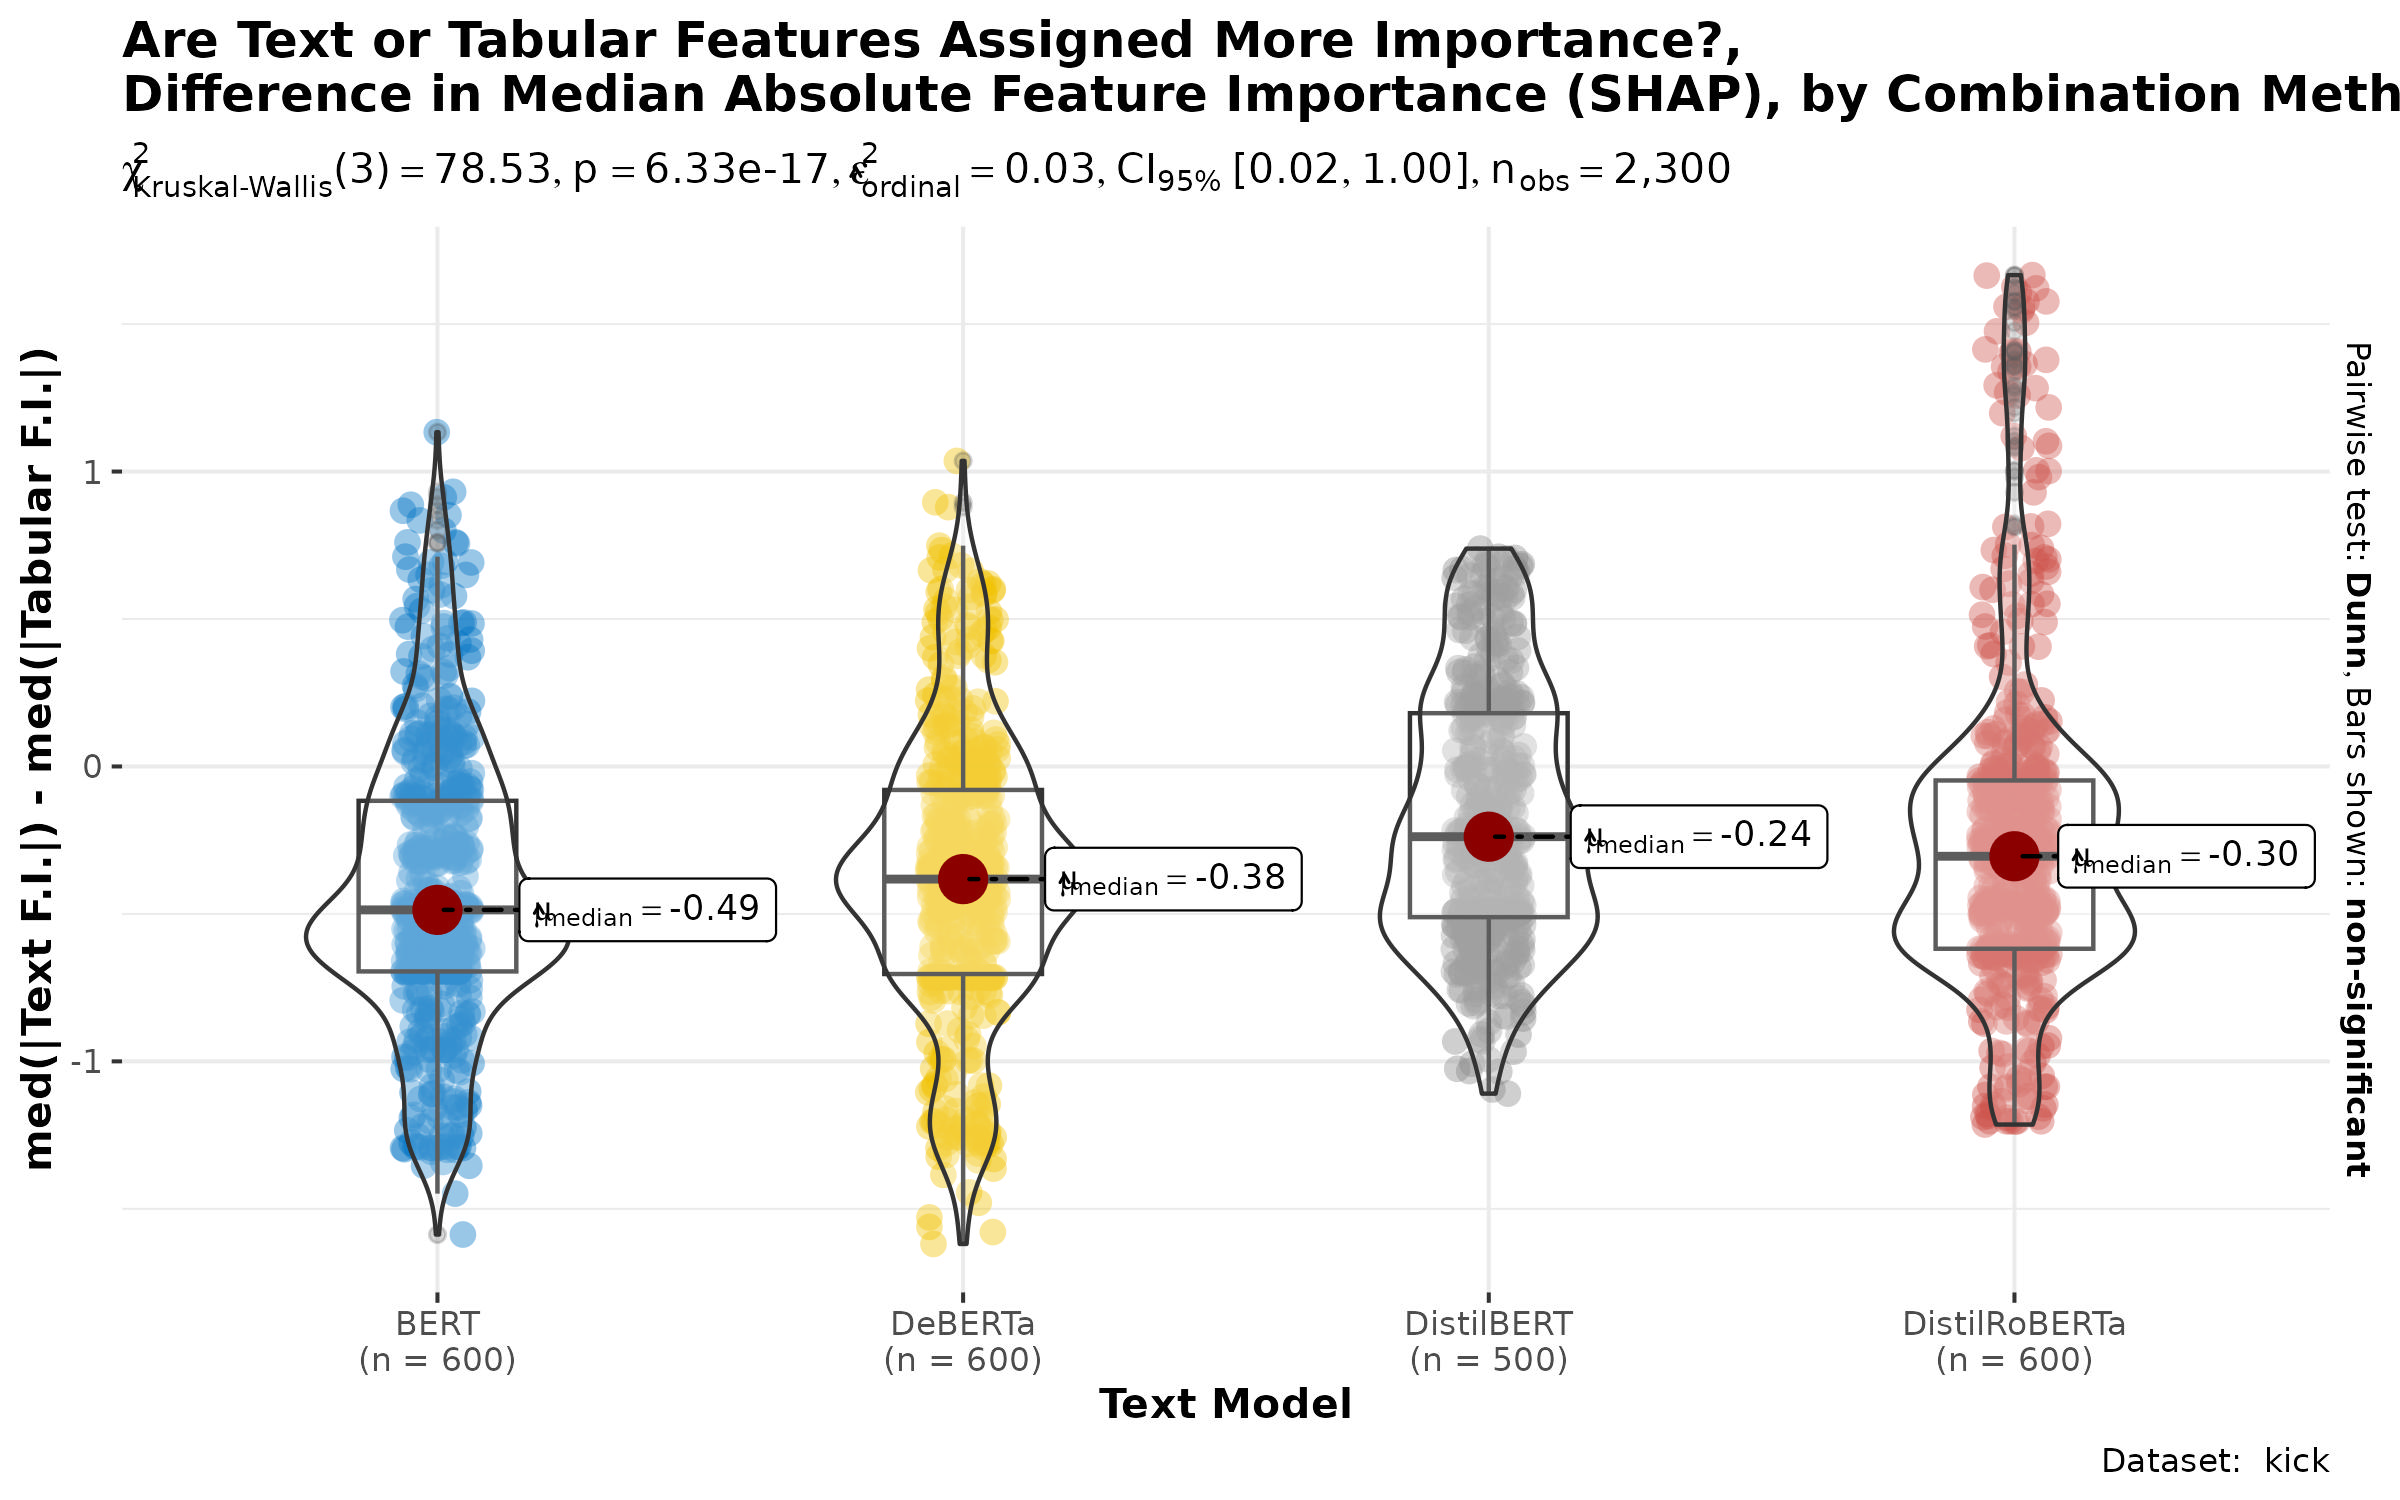 Are Text or Tabular Features Assigned More Importance?,
Difference in Median Absolute Feature Importance (SHAP), by Combination Meth
χ²Kruskal-Wallis(3) = 78.53, p = 6.33e-17, ε̂²ordinal = 0.03, CI95% [0.02, 1.00], nobs = 2,300
med(|Text F.I.|) - med(|Tabular F.I.|)
1
0
-1
μ̂median = -0.49
μ̂median = -0.38
μ̂median = -0.24
μ̂median = -0.30
Pairwise test: Dunn, Bars shown: non-significant
BERT
(n = 600)
DeBERTa
(n = 600)
DistilBERT
(n = 500)
DistilRoBERTa
(n = 600)
Text Model
Dataset:  kick